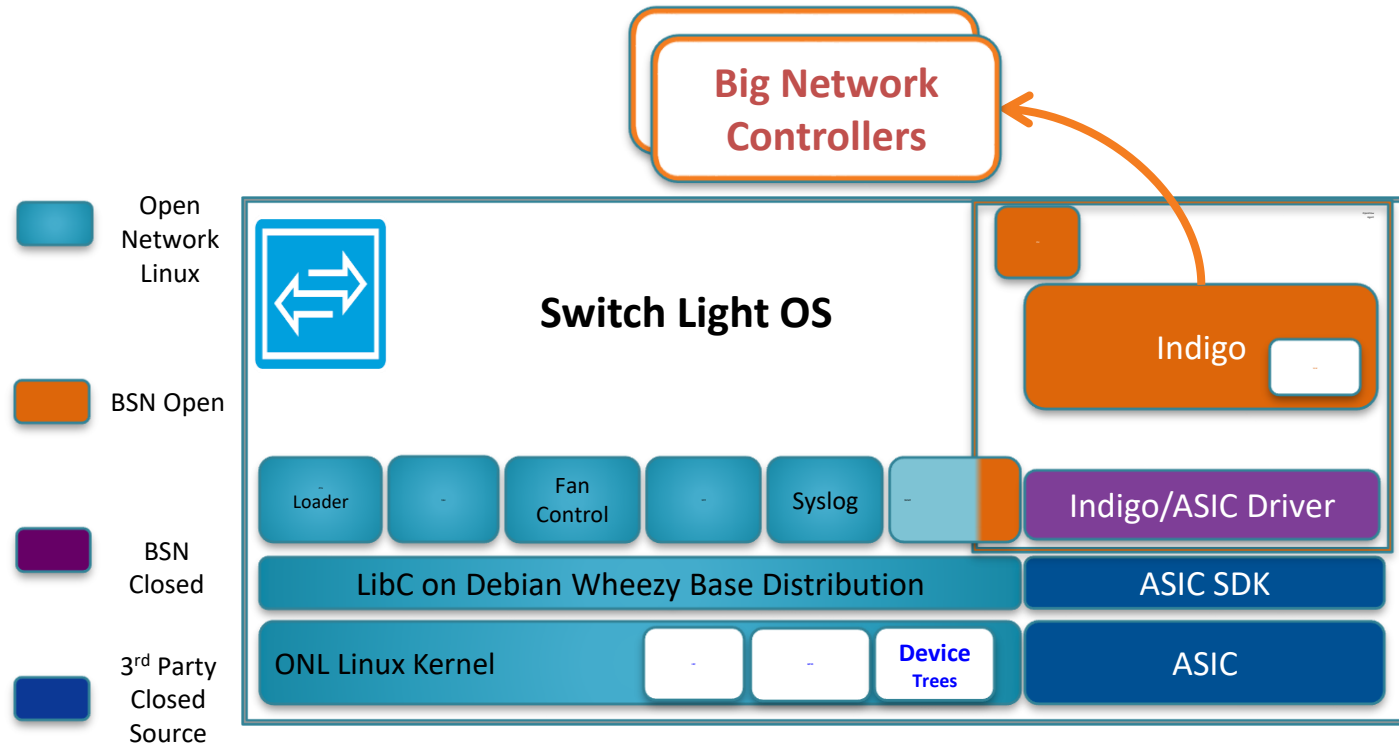 Big Network
Controllers
Open
Network
Linux
BSN Open
BSN
Closed
3rd Party
Closed
Source
Switch Light OS
Indigo
Loader
Fan
Control
Syslog
Indigo/ASIC Driver
LibC on Debian Wheezy Base Distribution
ASIC SDK
ONL Linux Kernel
Device
Trees
ASIC